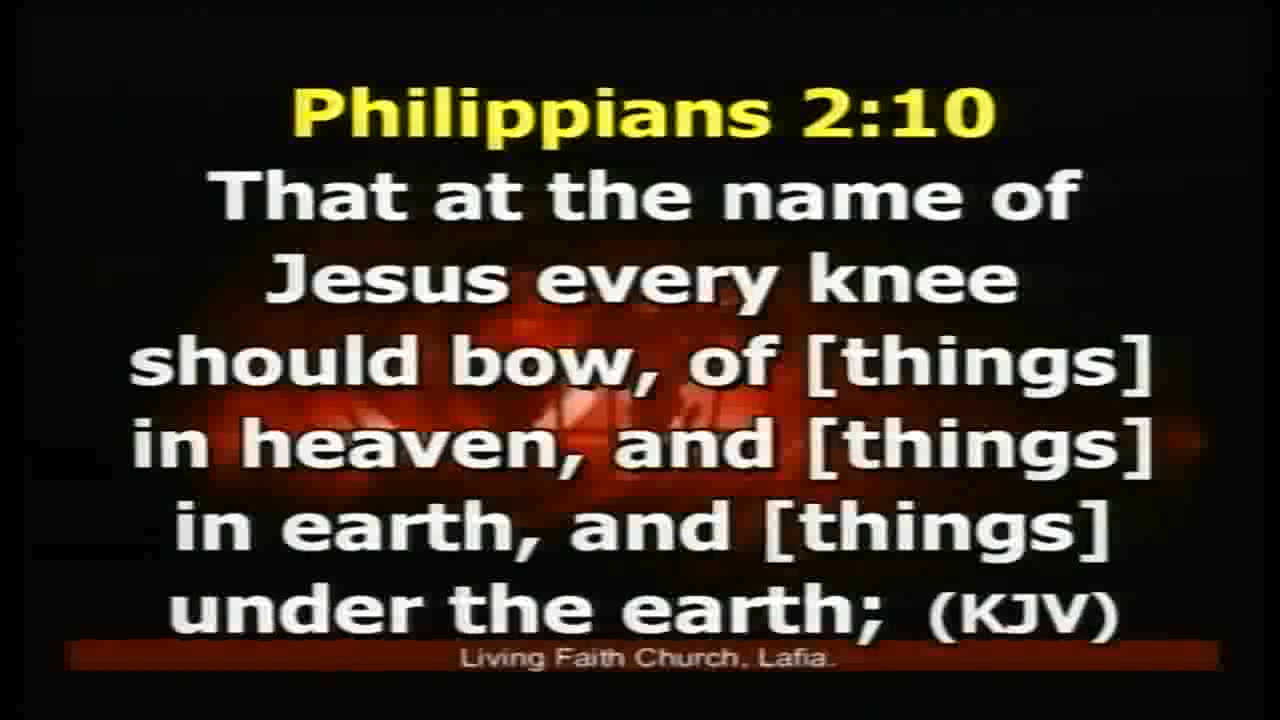 Philippians 2:10
That at the name of
Jesus every knee
should bow, of [things]
in heaven, and [things]
in earth, and [things]
under the earth; (KJV)
Living Faith Church, Lafia.